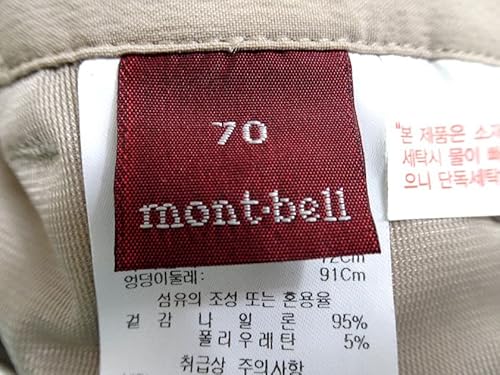 70
mont-bell
엉덩이둘레: 91Cm
섬유의 조성 또는 혼용율
겉 감 나 일 론 95%
폴리우레탄 5%
취급상 주의사항
"본 제품은 소
세탁시 물이
으니 단독세탁